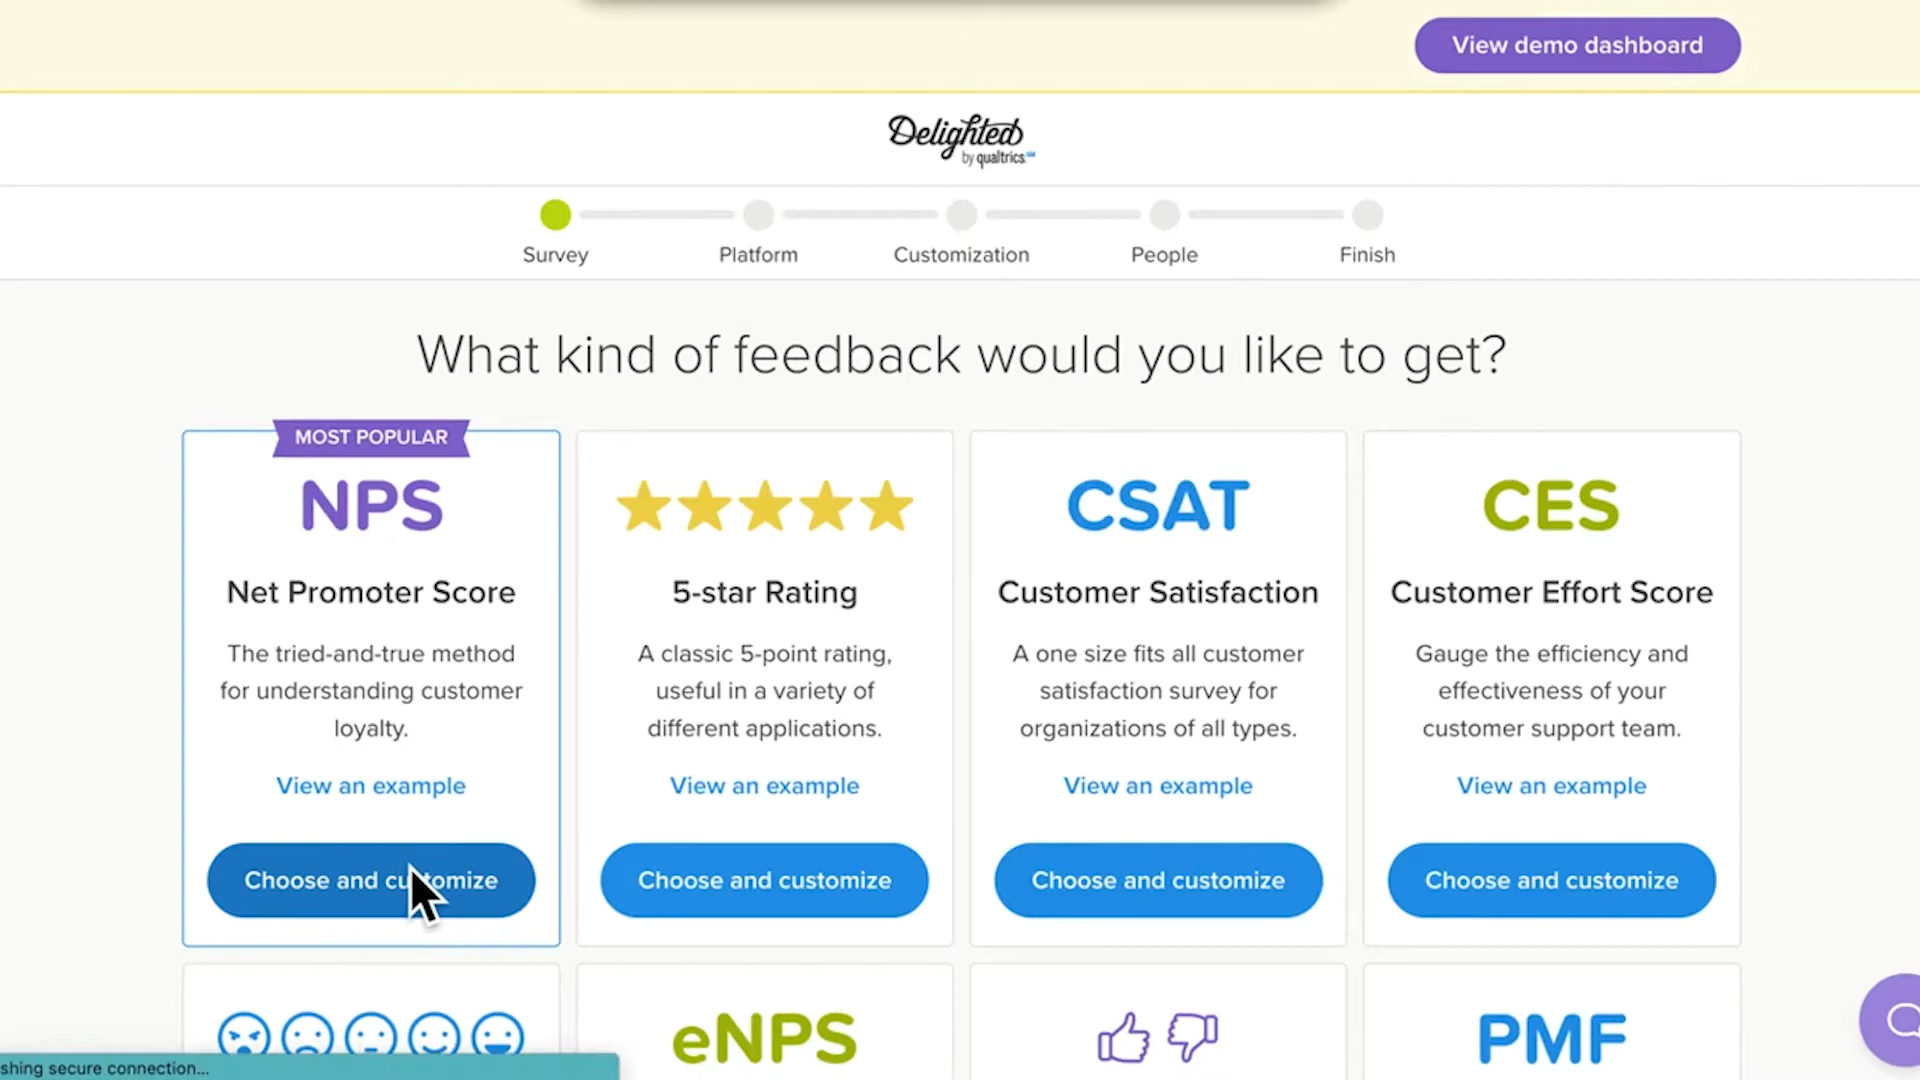 View demo dashboard
Delighted
by qualtrics
Survey
Platform
Customization
People
Finish
What kind of feedback would you like to get?
MOST POPULAR
NPS
Net Promoter Score
The tried-and-true method
for understanding customer
loyalty.
View an example
Choose and customize
5-star Rating
A classic 5-point rating,
useful in a variety of
different applications.
View an example
Choose and customize
CSAT
Customer Satisfaction
A one size fits all customer
satisfaction survey for
organizations of all types.
View an example
Choose and customize
CES
Customer Effort Score
Gauge the efficiency and
effectiveness of your
customer support team.
View an example
Choose and customize
eNPS
PMF
shing secure connection...